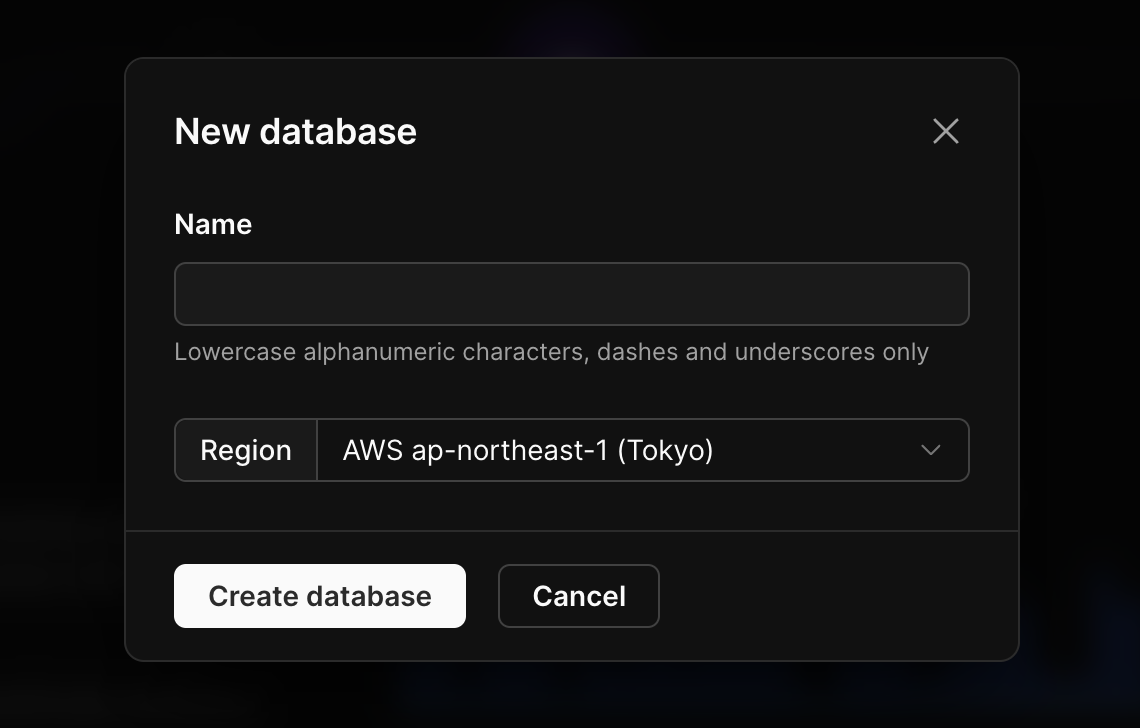 New database
Name
Lowercase alphanumeric characters, dashes and underscores only
Region AWS ap-northeast-1 (Tokyo)
Create database Cancel